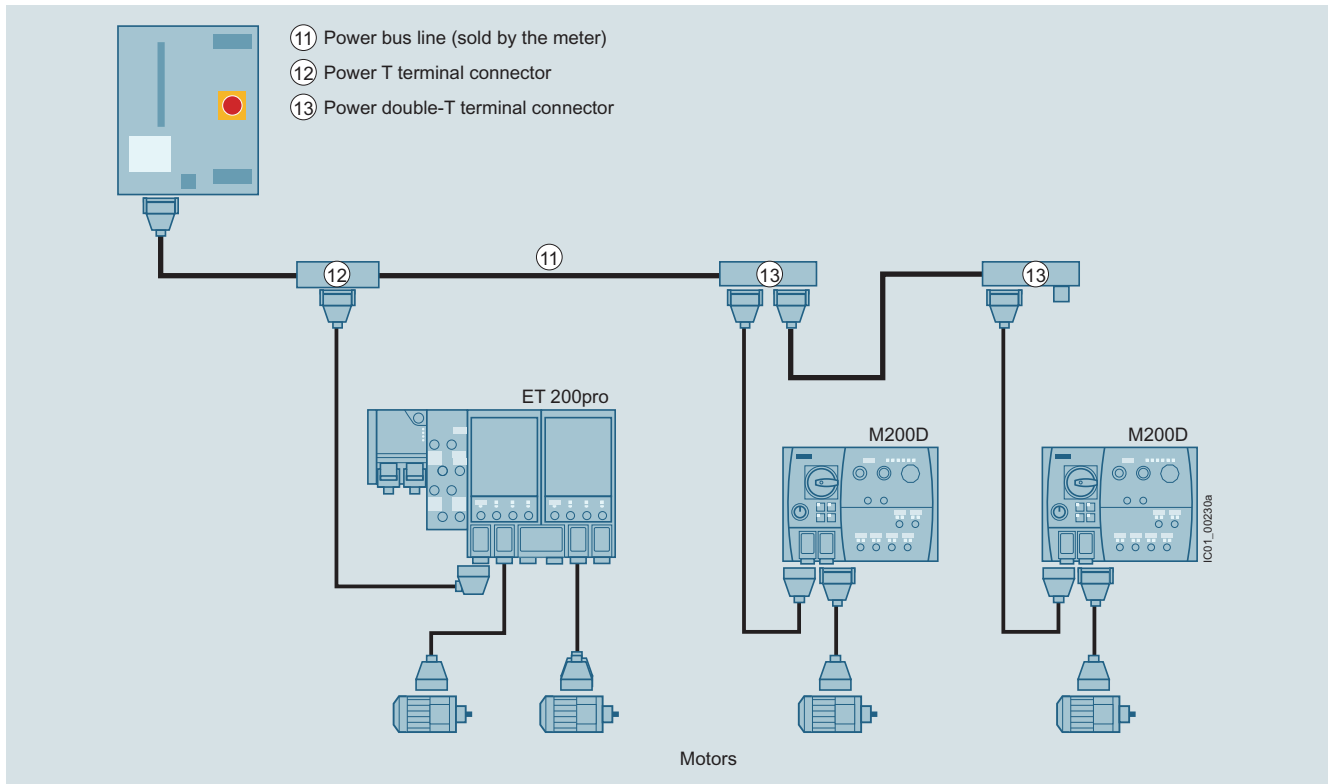 11 Power bus line (sold by the meter)
12 Power T terminal connector
13 Power double-T terminal connector
12
11
13
13
ET 200pro
M200D
M200D
IC01_00230a
Motors